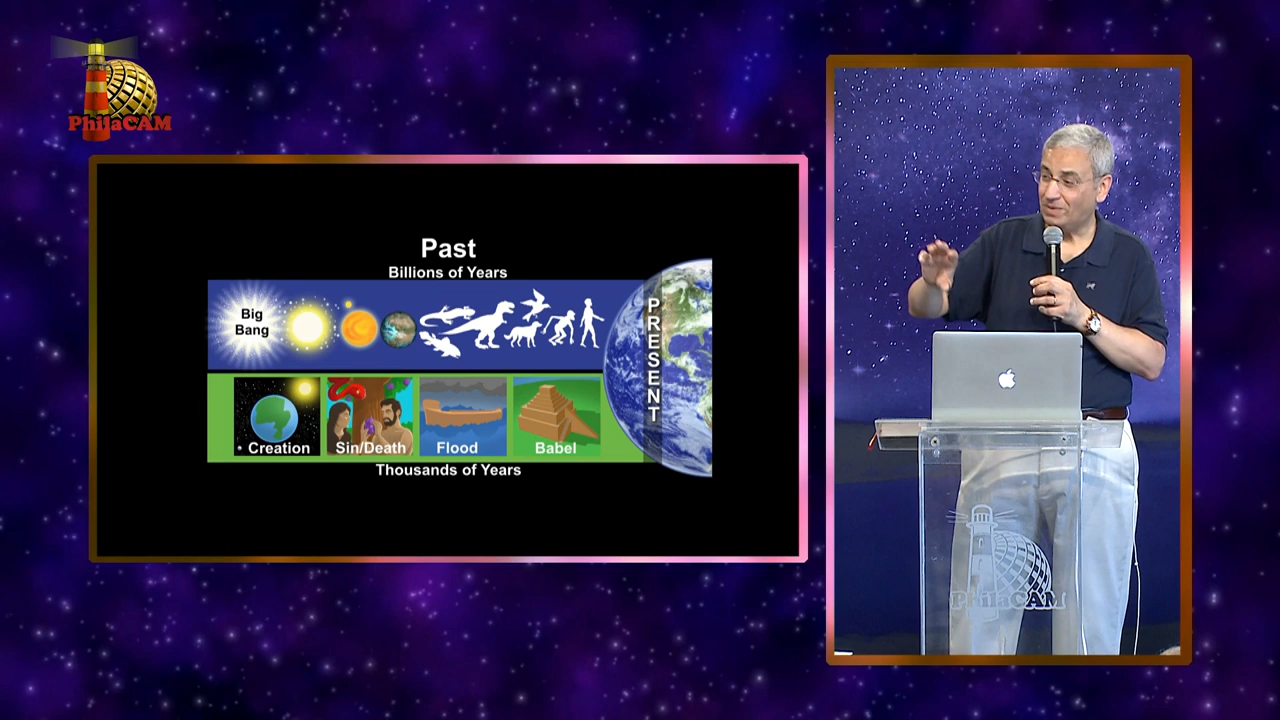 PhilaCAM
Past
Billions of Years
Big
Bang
PRESENT
Creation
Sin/Death
Flood
Babel
Thousands of Years
PhilaCAM